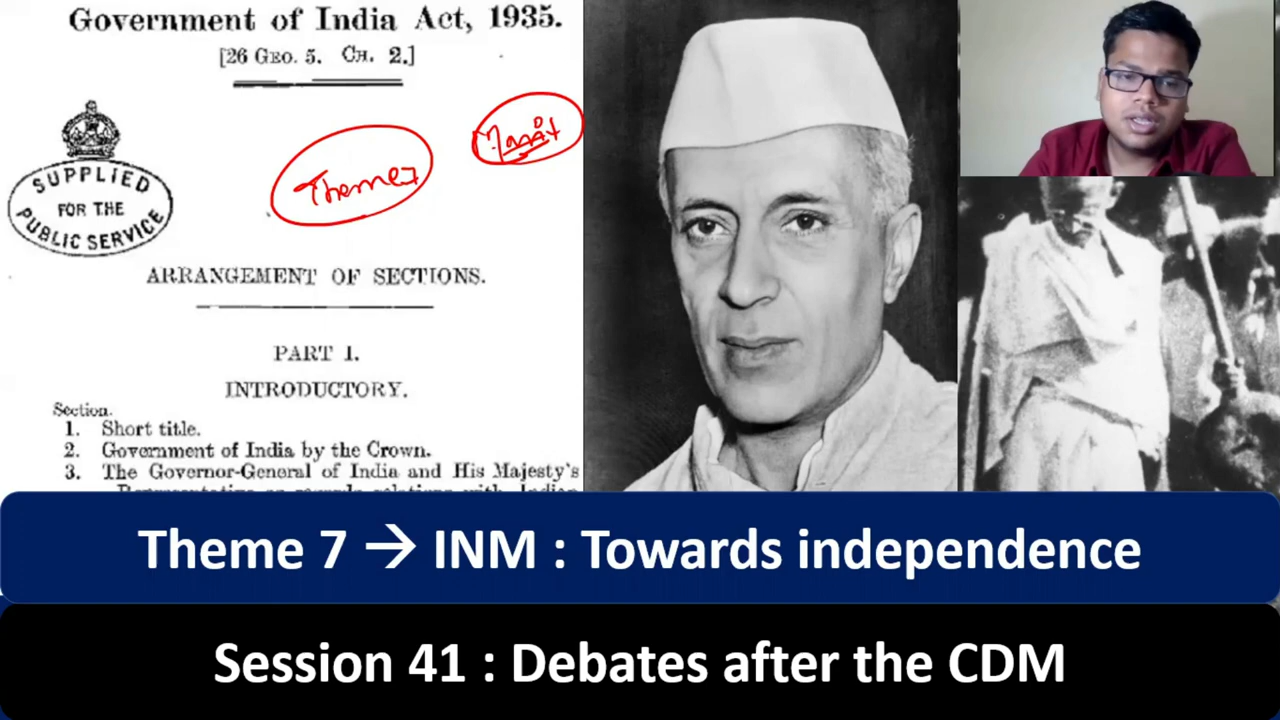 Government of India Act, 1935.
[26 GEO. 5. CH. 2.]
SUPPLIED
FOR THE
PUBLIC SERVICE
Theme 7
ARRANGEMENT OF SECTIONS.
PART I.
INTRODUCTORY.
Section.
1. Short title.
2. Government of India by the Crown.
3. The Governor-General of India and His Majesty's
Theme 7 → INM : Towards independence
Session 41 : Debates after the CDM